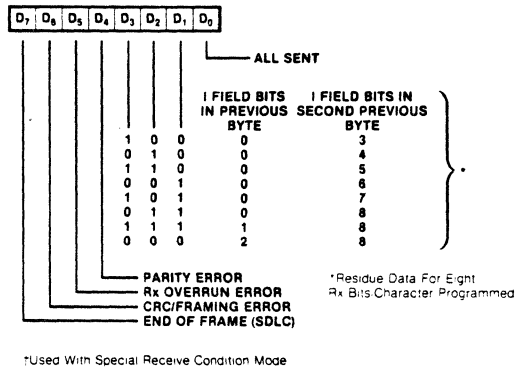 D7 D6 D5 D4 D3 D2 D1 D0
ALL SENT
I FIELD BITS I FIELD BITS IN
IN PREVIOUS SECOND PREVIOUS
BYTE BYTE
1 0 0 0 3
0 1 0 0 4
1 1 0 0 5
0 0 1 0 6
1 0 1 0 7
0 1 1 0 8
1 1 1 1 8
0 0 0 2 8
*
PARITY ERROR
Rx OVERRUN ERROR
CRC/FRAMING ERROR
END OF FRAME (SDLC)
*Residue Data For Eight
Rx Bits-Character Programmed
†Used With Special Receive Condition Mode